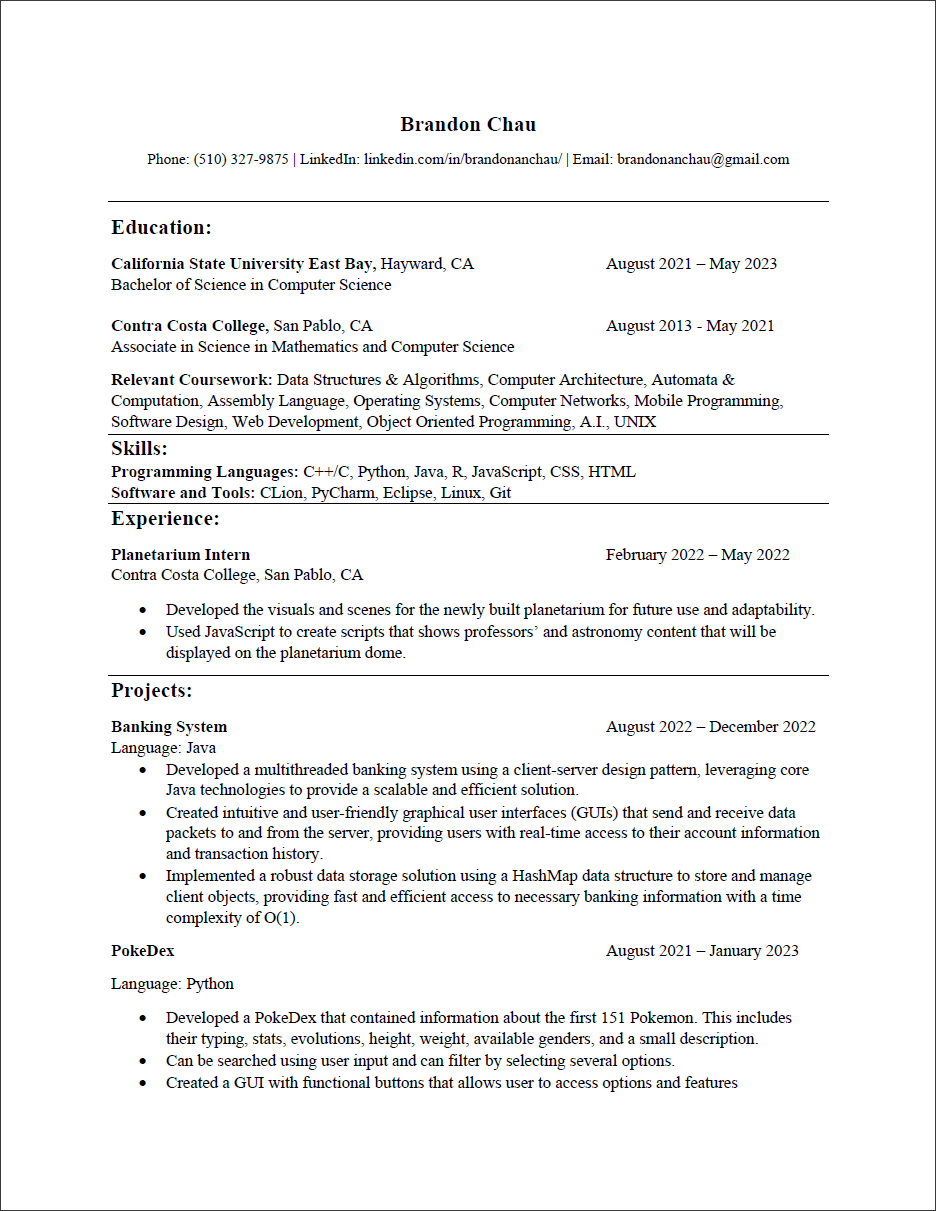 Brandon Chau
Phone: (510) 327-9875 | LinkedIn: linkedin.com/in/brandonanchau/ | Email: brandonanchau@gmail.com
Education:
California State University East Bay, Hayward, CA August 2021 – May 2023
Bachelor of Science in Computer Science
Contra Costa College, San Pablo, CA August 2013 - May 2021
Associate in Science in Mathematics and Computer Science
Relevant Coursework: Data Structures & Algorithms, Computer Architecture, Automata &
Computation, Assembly Language, Operating Systems, Computer Networks, Mobile Programming,
Software Design, Web Development, Object Oriented Programming, A.I., UNIX
Skills:
Programming Languages: C++/C, Python, Java, R, JavaScript, CSS, HTML
Software and Tools: CLion, PyCharm, Eclipse, Linux, Git
Experience:
Planetarium Intern February 2022 – May 2022
Contra Costa College, San Pablo, CA
• Developed the visuals and scenes for the newly built planetarium for future use and adaptability.
• Used JavaScript to create scripts that shows professors’ and astronomy content that will be
displayed on the planetarium dome.
Projects:
Banking System August 2022 – December 2022
Language: Java
• Developed a multithreaded banking system using a client-server design pattern, leveraging core
Java technologies to provide a scalable and efficient solution.
• Created intuitive and user-friendly graphical user interfaces (GUIs) that send and receive data
packets to and from the server, providing users with real-time access to their account information
and transaction history.
• Implemented a robust data storage solution using a HashMap data structure to store and manage
client objects, providing fast and efficient access to necessary banking information with a time
complexity of O(1).
PokeDex August 2021 – January 2023
Language: Python
• Developed a PokeDex that contained information about the first 151 Pokemon. This includes
their typing, stats, evolutions, height, weight, available genders, and a small description.
• Can be searched using user input and can filter by selecting several options.
• Created a GUI with functional buttons that allows user to access options and features